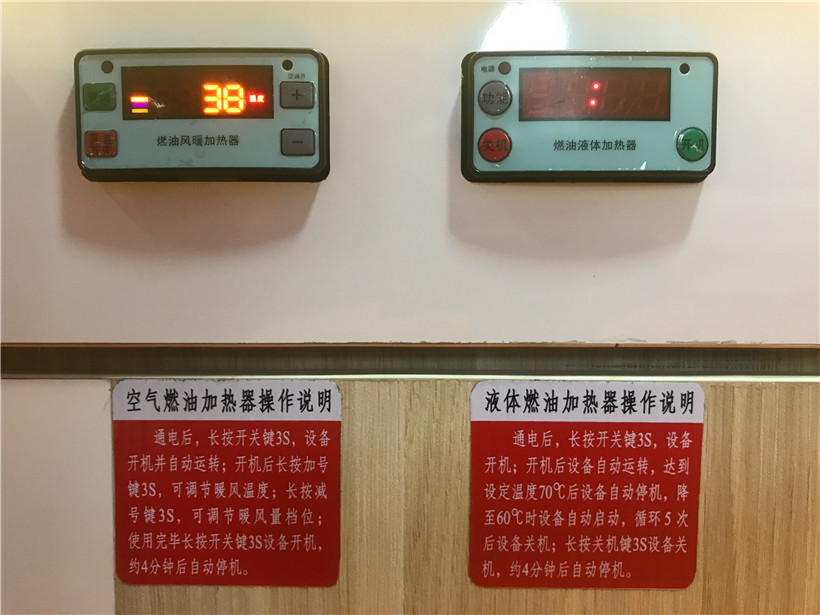 空调开
38 温度
燃油风暖加热器
电源
功能
关机
开机
燃油液体加热器
空气燃油加热器操作说明
通电后，长按开关键3S，设备
开机并自动运转；开机后长按加号
键3S，可调节暖风温度；长按减
号键3S，可调节暖风量档位；
使用完毕长按开关键3S设备开机，
约4分钟后自动停机。
液体燃油加热器操作说明
通电后，长按开关键3S，设备
开机；开机后设备自动运转，达到
设定温度70℃后设备自动停机，降
至60℃时设备自动启动，循环5次
后设备关机；长按关机键3S设备关
机，约4分钟后自动停机。